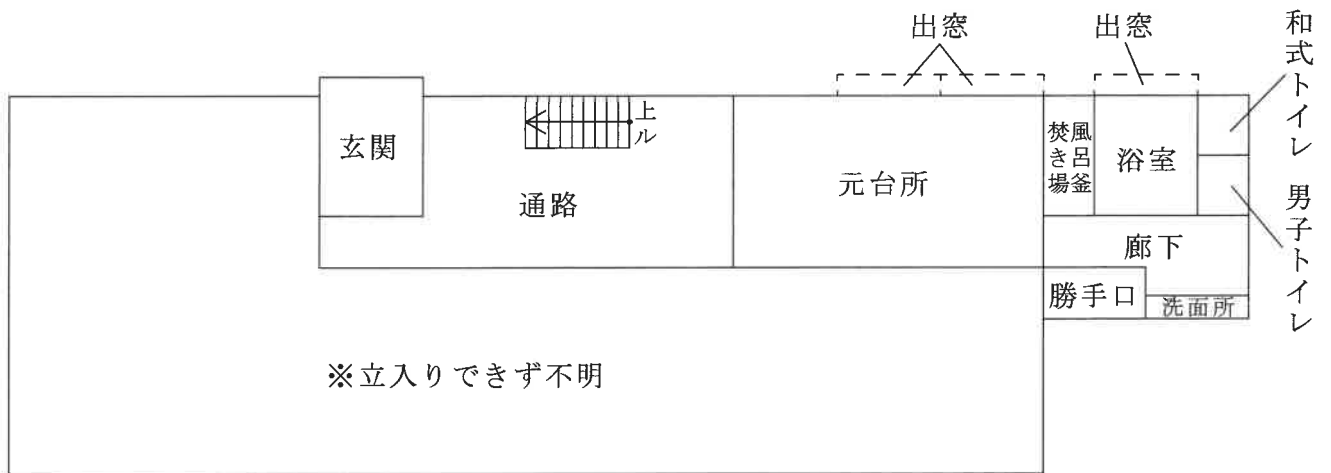 出窓
出窓
和式トイレ
男子トイレ
玄関
上ル
通路
元台所
風呂釜
焚き場
浴室
廊下
勝手口
洗面所
※立入りできず不明